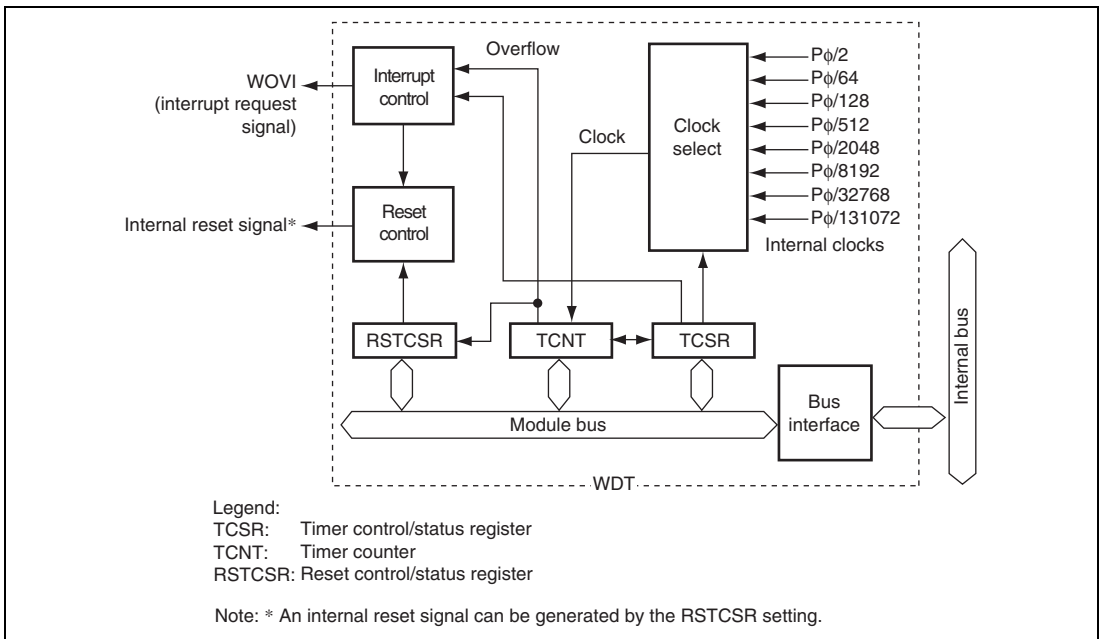 Overflow
WOVI
(interrupt request
signal)
Interrupt
control
Clock
Clock
select
Pϕ/2
Pϕ/64
Pϕ/128
Pϕ/512
Pϕ/2048
Pϕ/8192
Pϕ/32768
Pϕ/131072
Internal clocks
Internal reset signal*
Reset
control
RSTCSR
TCNT
TCSR
Module bus
Bus
interface
Internal bus
WDT
Legend:
TCSR: Timer control/status register
TCNT: Timer counter
RSTCSR: Reset control/status register
Note: * An internal reset signal can be generated by the RSTCSR setting.